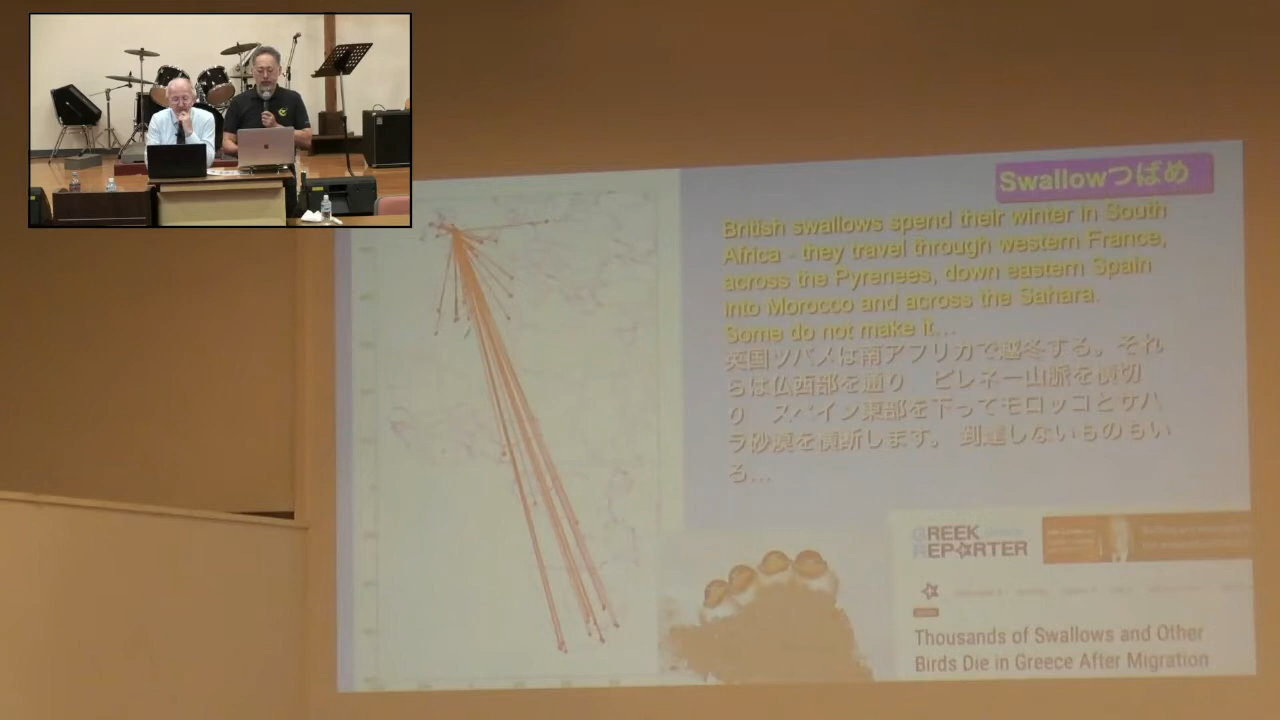 Swallowつばめ
British swallows spend their winter in South
Africa - they travel through western France,
across the Pyrenees, down eastern Spain
into Morocco and across the Sahara.
Some do not make it...
英国ツバメは南アフリカで越冬する。それ
らは仏西部を通り ピレネー山脈を横切
り スペイン東部を下ってモロッコとサハ
ラ砂漠を横断します。 到達しないものもい
る...
GREEK
REPORTER
Thousands of Swallows and Other
Birds Die in Greece After Migration